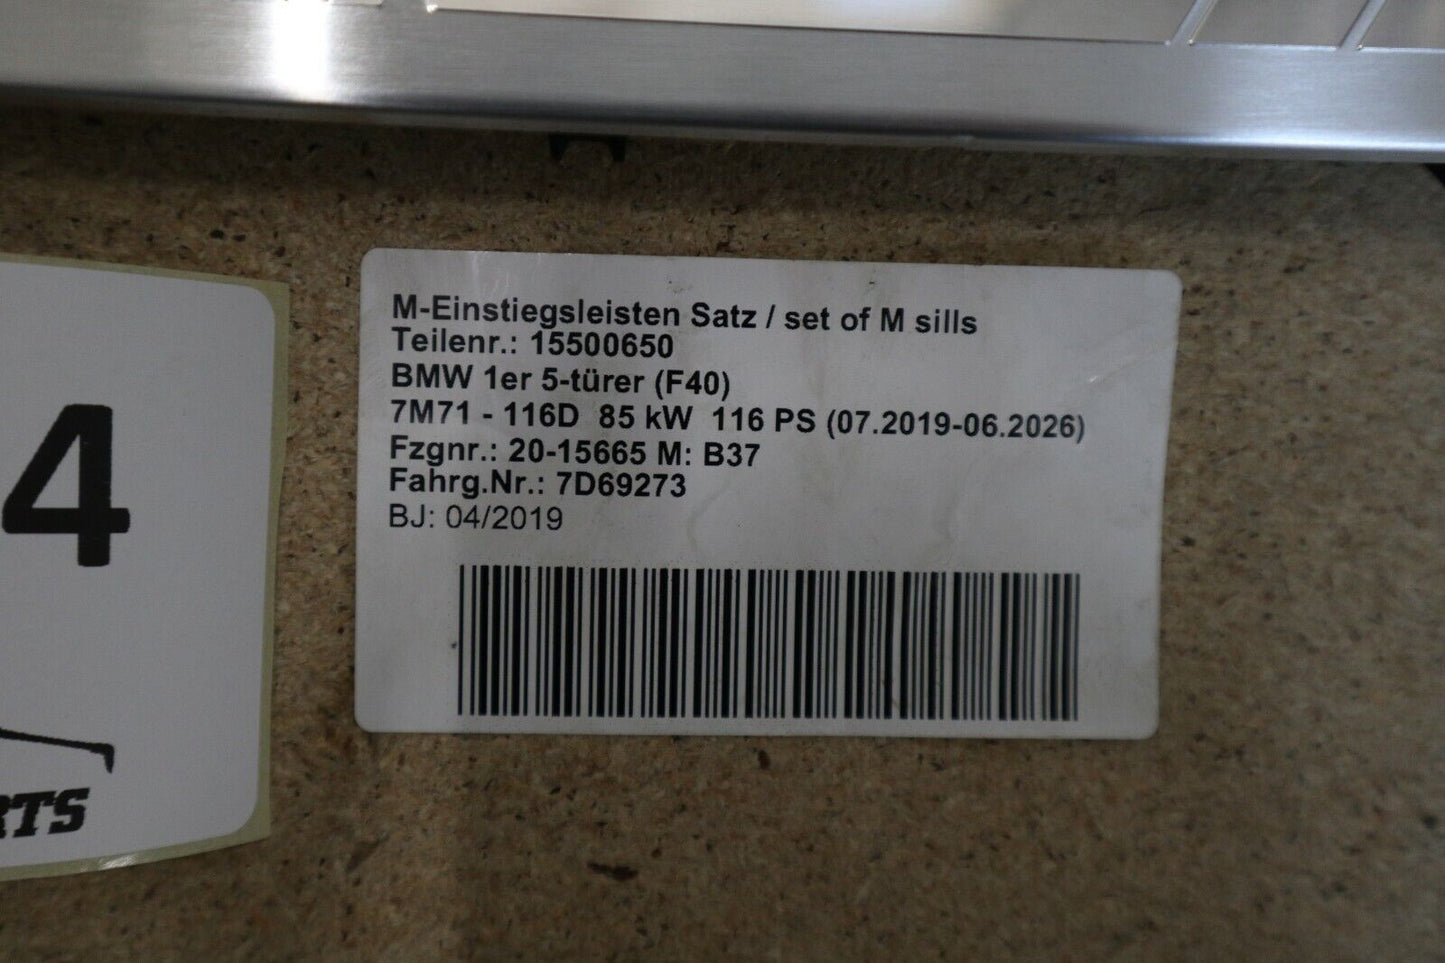 M-Einstiegsleisten Satz / set of M sills
Teilenr.: 15500650
BMW 1er 5-türer (F40)
7M71 - 116D 85 kW 116 PS (07.2019-06.2026)
Fzgnr.: 20-15665 M: B37
Fahrg.Nr.: 7D69273
BJ: 04/2019
4
RTS